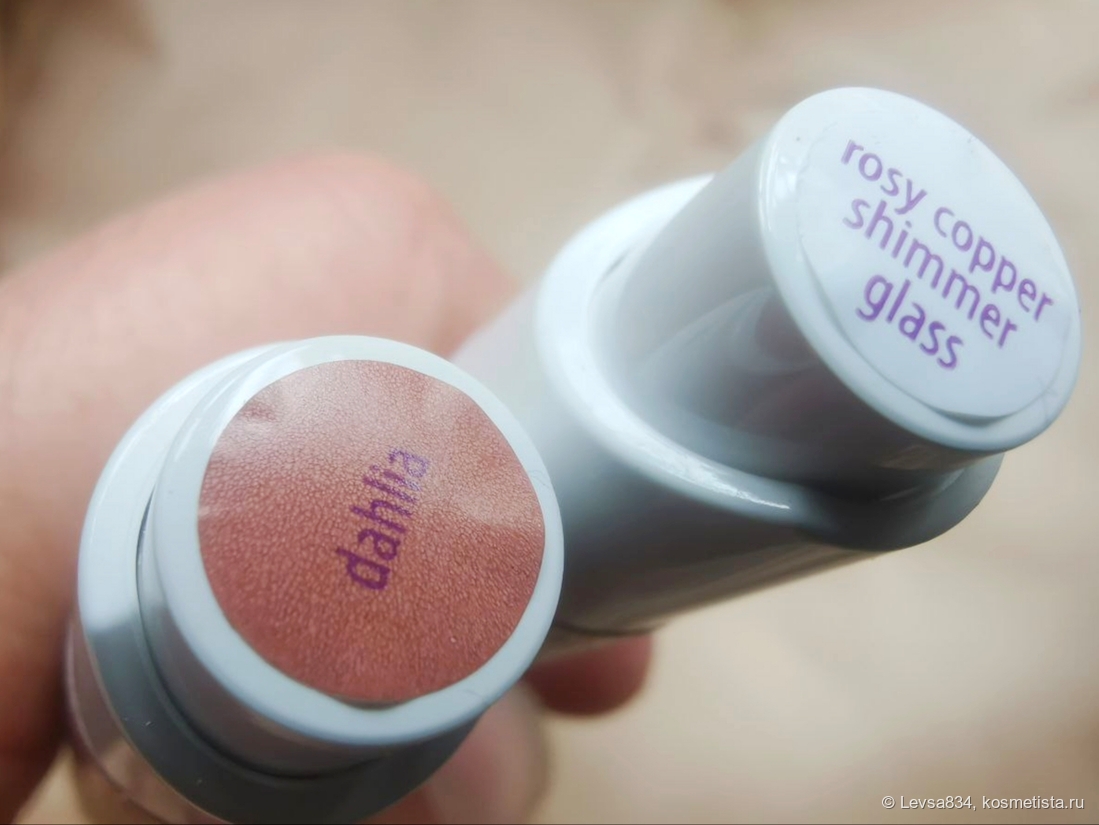 rosy copper
shimmer
glass
dahlia
© Levsa834, kosmetista.ru